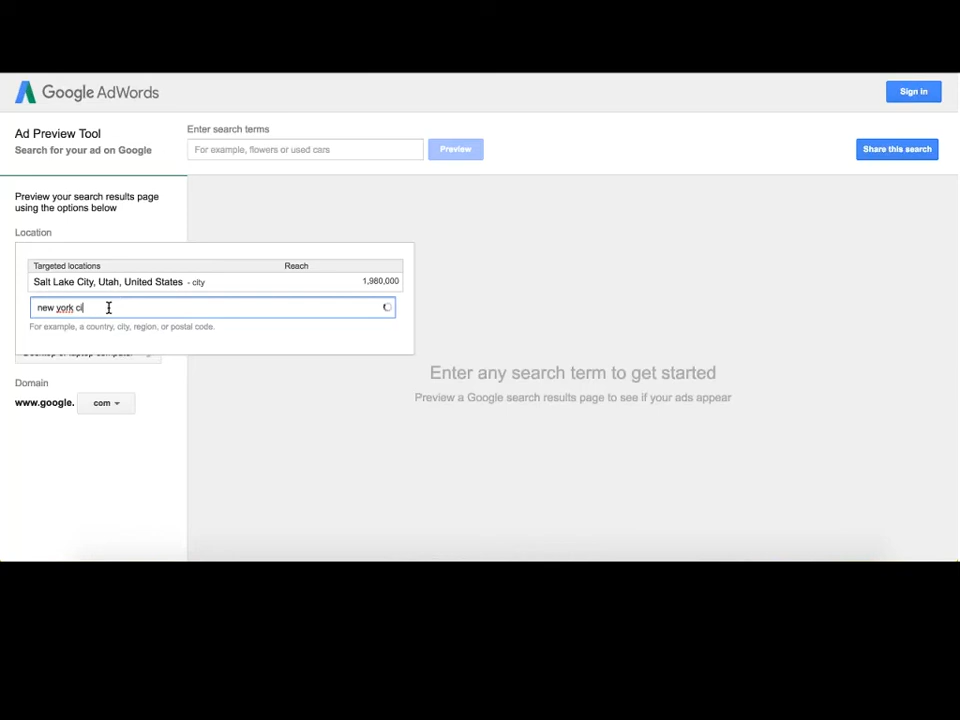 Google AdWords
Sign in
Ad Preview Tool
Search for your ad on Google
Enter search terms
For example, flowers or used cars
Preview
Share this search
Preview your search results page
using the options below
Location
Targeted locations Reach
Salt Lake City, Utah, United States - city 1,980,000
new york ci
For example, a country, city, region, or postal code.
Domain
www.google. com
Enter any search term to get started
Preview a Google search results page to see if your ads appear